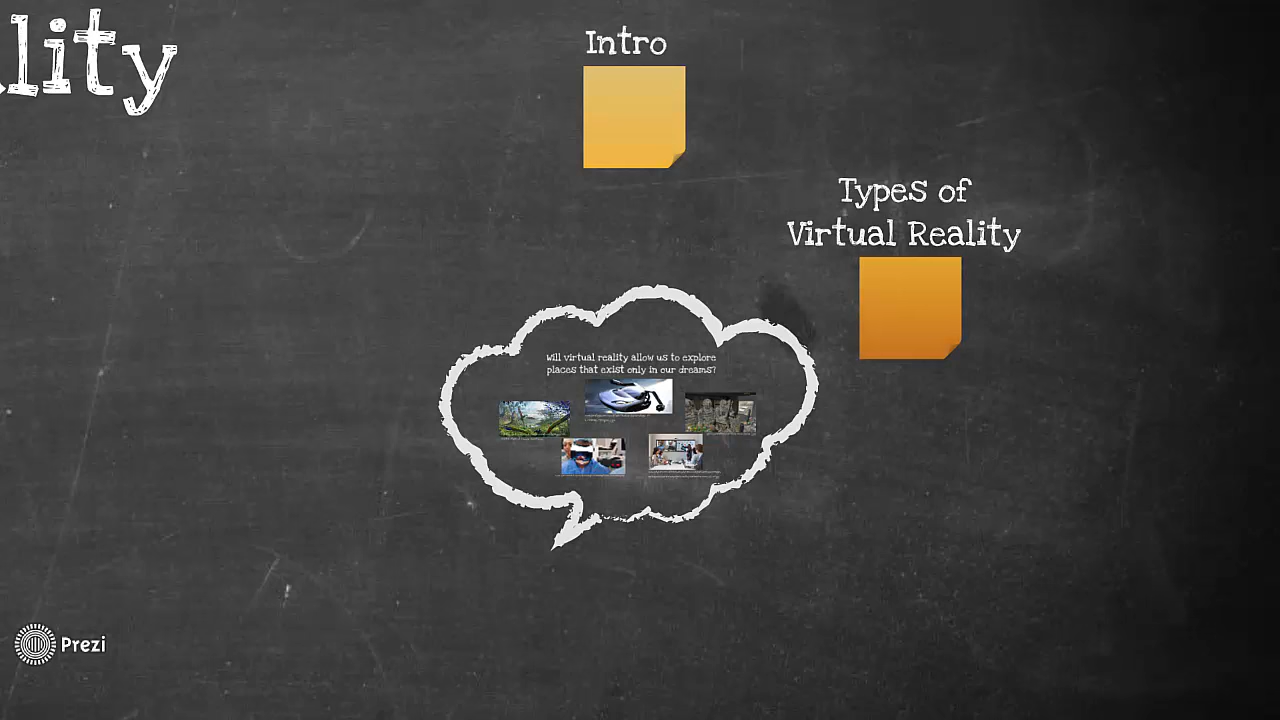 lity
Intro
Types of
Virtual Reality
Will virtual reality allow us to explore
places that exist only in our dreams?
Prezi